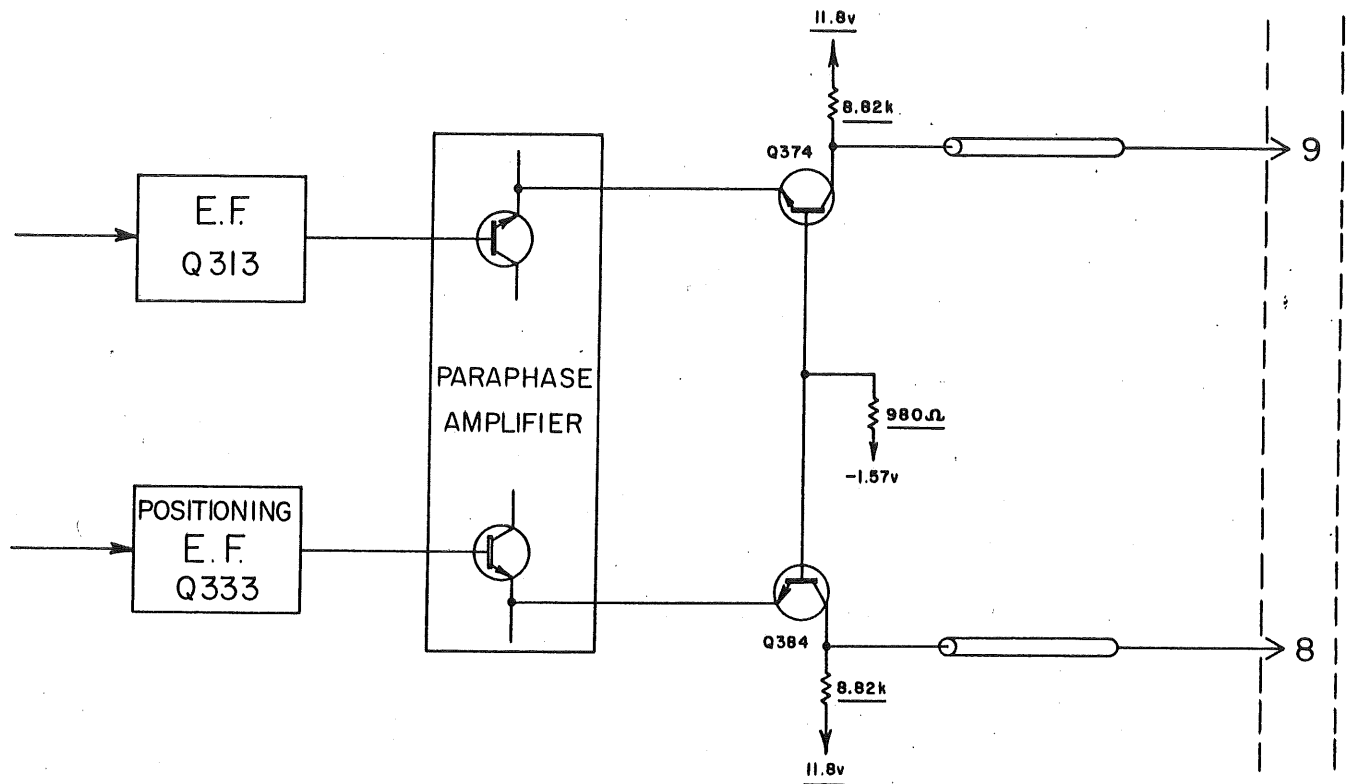 11.8v
8.82k
Q374
9
E.F.
Q313
PARAPHASE
AMPLIFIER
980Ω
-1.57v
POSITIONING
E.F.
Q333
Q384
8
8.82k
11.8v